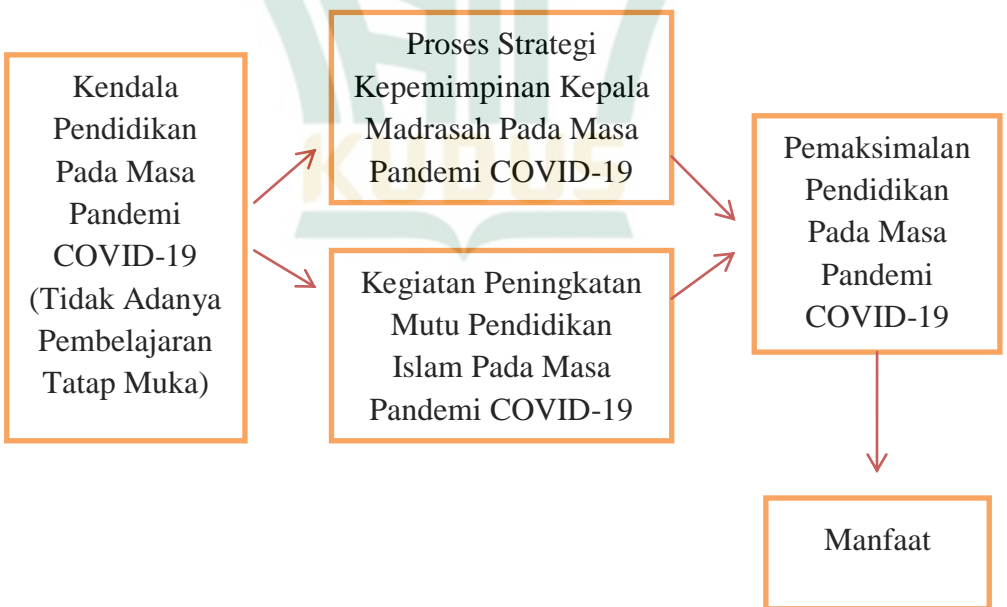 Kendala
Pendidikan
Pada Masa
Pandemi
COVID-19
(Tidak Adanya
Pembelajaran
Tatap Muka)
Proses Strategi
Kepemimpinan Kepala
Madrasah Pada Masa
Pandemi COVID-19
KUDUS
Kegiatan Peningkatan
Mutu Pendidikan
Islam Pada Masa
Pandemi COVID-19
Pemaksimalan
Pendidikan
Pada Masa
Pandemi
COVID-19
Manfaat